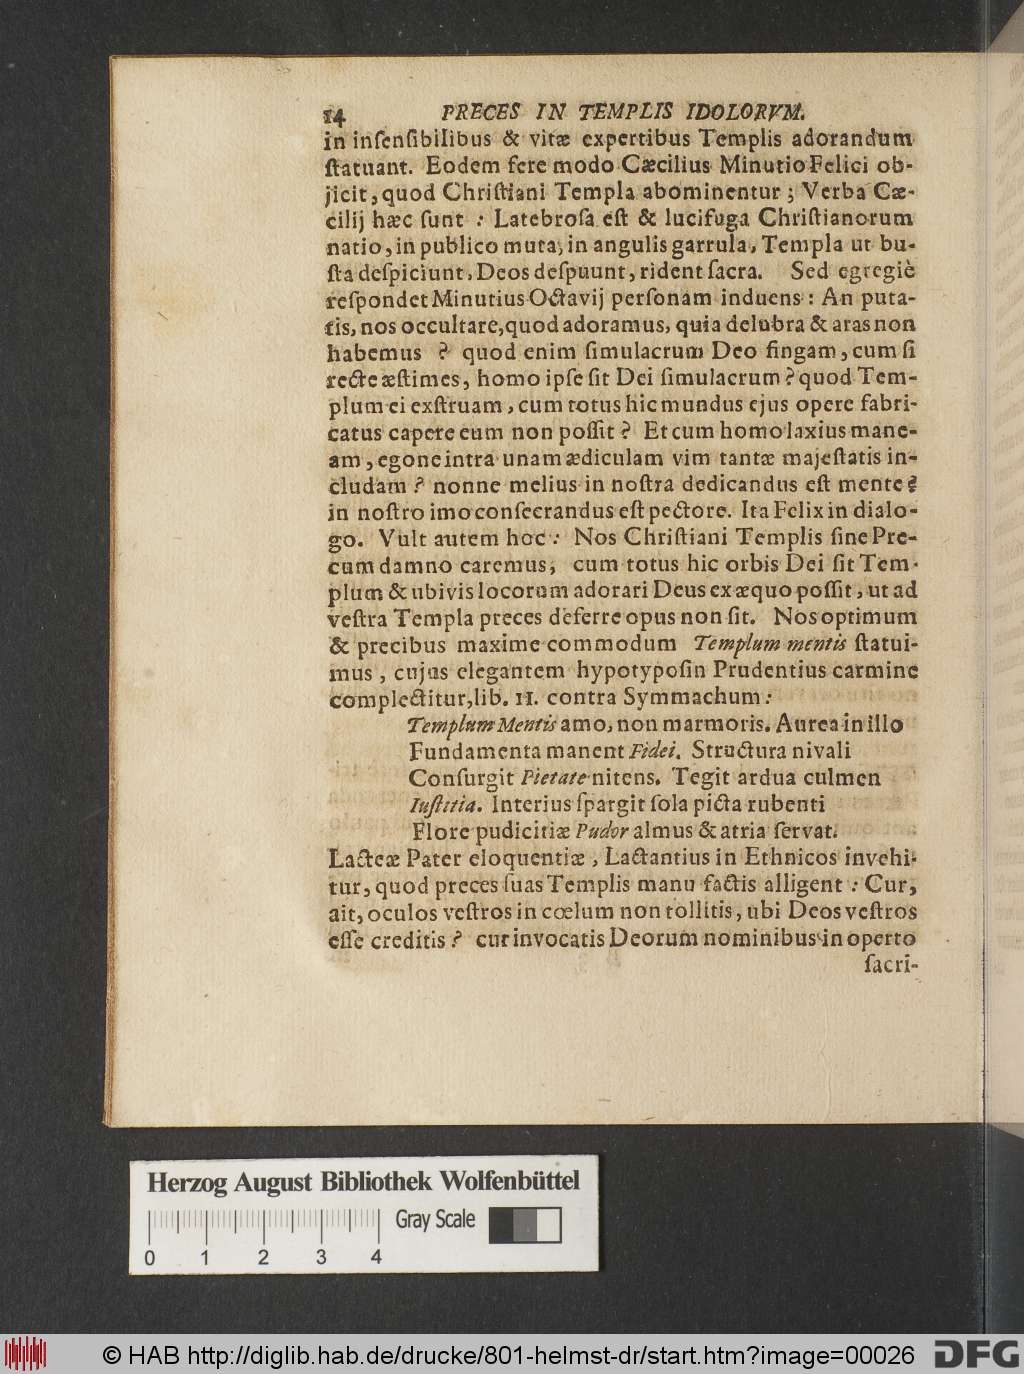 14 PRECES IN TEMPLIS IDOLORVM.
in inſenſibilibus & vitæ expertibus Templis adorandum
ſtatuant. Eodem fere modo Cæcilius Minutio Felici ob-
jicit, quod Chriſtiani Templa abominentur; Verba Cæ-
cilij hæc ſunt : Latebroſa eſt & lucifuga Chriſtianorum
natio, in publico muta, in angulis garrula, Templa ut bu-
ſta deſpiciunt, Deos deſpuunt, rident ſacra. Sed egregiè
reſpondet Minutius Octavij perſonam induens : An puta-
tis, nos occultare, quod adoramus, quia delubra & aras non
habemus ? quod enim ſimulacrum Deo fingam, cum ſi
recte æſtimes, homo ipſe ſit Dei ſimulacrum ? quod Tem-
plum ei exſtruam, cum totus hic mundus ejus opere fabri-
catus capere eum non poſſit ? Et cum homo laxius mane-
am, ego ne intra unam ædiculam vim tantæ majeſtatis in-
cludam ? nonne melius in noſtra dedicandus eſt mente ?
in noſtro imo conſecrandus eſt pectore. Ita Felix in dialo-
go. Vult autem hoc : Nos Chriſtiani Templis ſine Pre-
cum damno caremus, cum totus hic orbis Dei ſit Tem-
plum & ubivis locorum adorari Deus ex æquo poſſit, ut ad
veſtra Templa preces deferre opus non ſit. Nos optimum
& precibus maxime commodum Templum mentis ſtatui-
mus, cujus elegantem hypotypoſin Prudentius carmine
complectitur, lib. II. contra Symmachum :
Templum Mentis amo, non marmoris. Aurea in illo
Fundamenta manent Fidei. Structura nivali
Conſurgit Pietate nitens. Tegit ardua culmen
Iuſtitia. Interius ſpargit ſola picta rubenti
Flore pudicitiæ Pudor almus & atria ſervat.
Lacteæ Pater eloquentiæ, Lactantius in Ethnicos invehi-
tur, quod preces ſuas Templis manu factis alligent : Cur,
ait, oculos veſtros in cœlum non tollitis, ubi Deos veſtros
eſſe creditis ? cur invocatis Deorum nominibus in operto
ſacri-
Herzog August Bibliothek Wolfenbüttel
Gray Scale
0 1 2 3 4
© HAB http://diglib.hab.de/drucke/801-helmst-dr/start.htm?image=00026
DFG